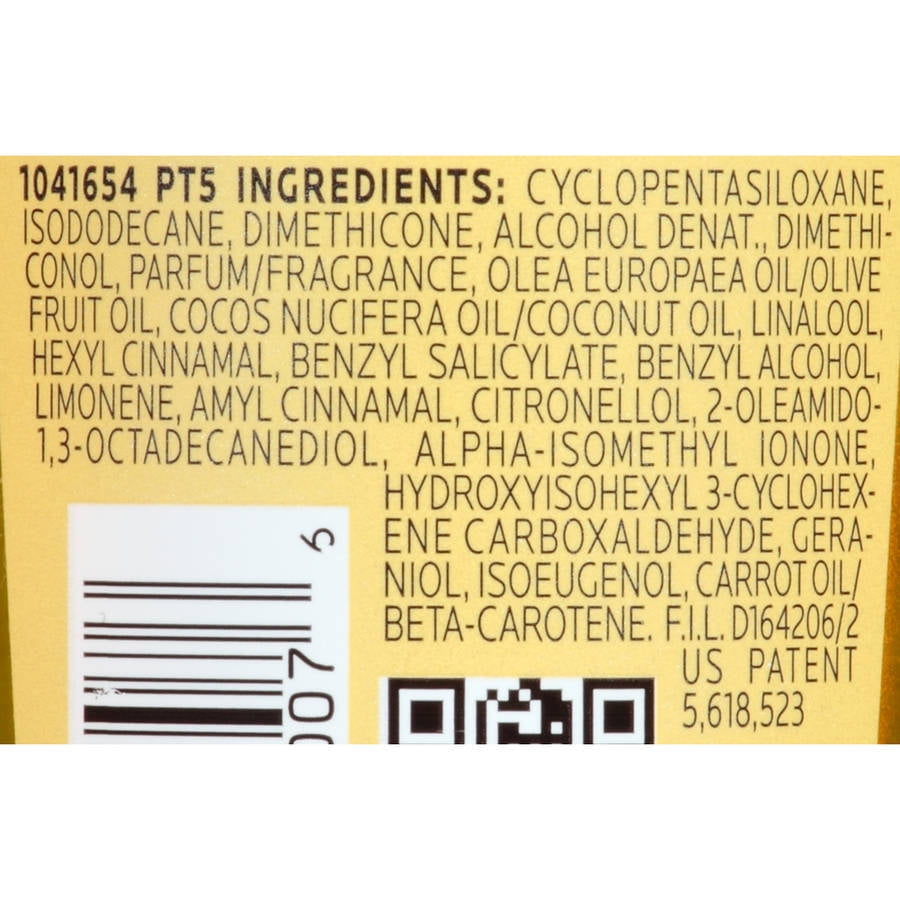 1041654 PT5 INGREDIENTS: CYCLOPENTASILOXANE,
ISODODECANE, DIMETHICONE, ALCOHOL DENAT., DIMETHI-
CONOL, PARFUM/FRAGRANCE, OLEA EUROPAEA OIL/OLIVE
FRUIT OIL, COCOS NUCIFERA OIL/COCONUT OIL, LINALOOL,
HEXYL CINNAMAL, BENZYL SALICYLATE, BENZYL ALCOHOL,
LIMONENE, AMYL CINNAMAL, CITRONELLOL, 2-OLEAMIDO-
1,3-OCTADECANEDIOL, ALPHA-ISOMETHYL IONONE,
HYDROXYISOHEXYL 3-CYCLOHEX-
ENE CARBOXALDEHYDE, GERA-
NIOL, ISOEUGENOL, CARROT OIL/
BETA-CAROTENE. F.I.L. D164206/2
US PATENT
5,618,523